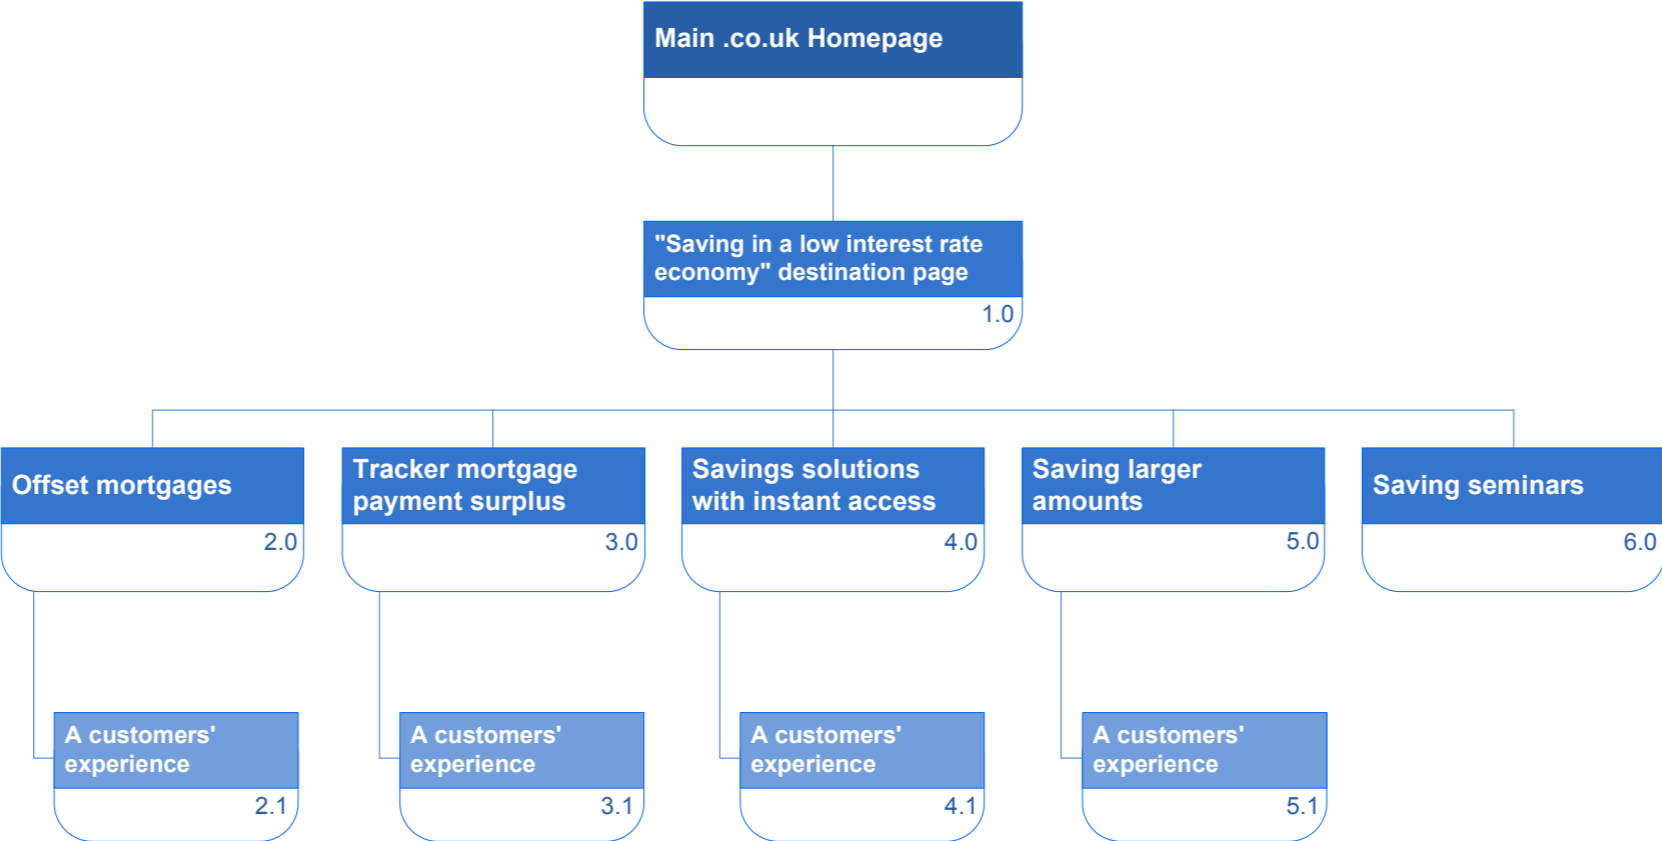 Main .co.uk Homepage
"Saving in a low interest rate
economy" destination page
1.0
Offset mortgages
2.0
Tracker mortgage
payment surplus
3.0
Savings solutions
with instant access
4.0
Saving larger
amounts
5.0
Saving seminars
6.0
A customers'
experience
2.1
A customers'
experience
3.1
A customers'
experience
4.1
A customers'
experience
5.1